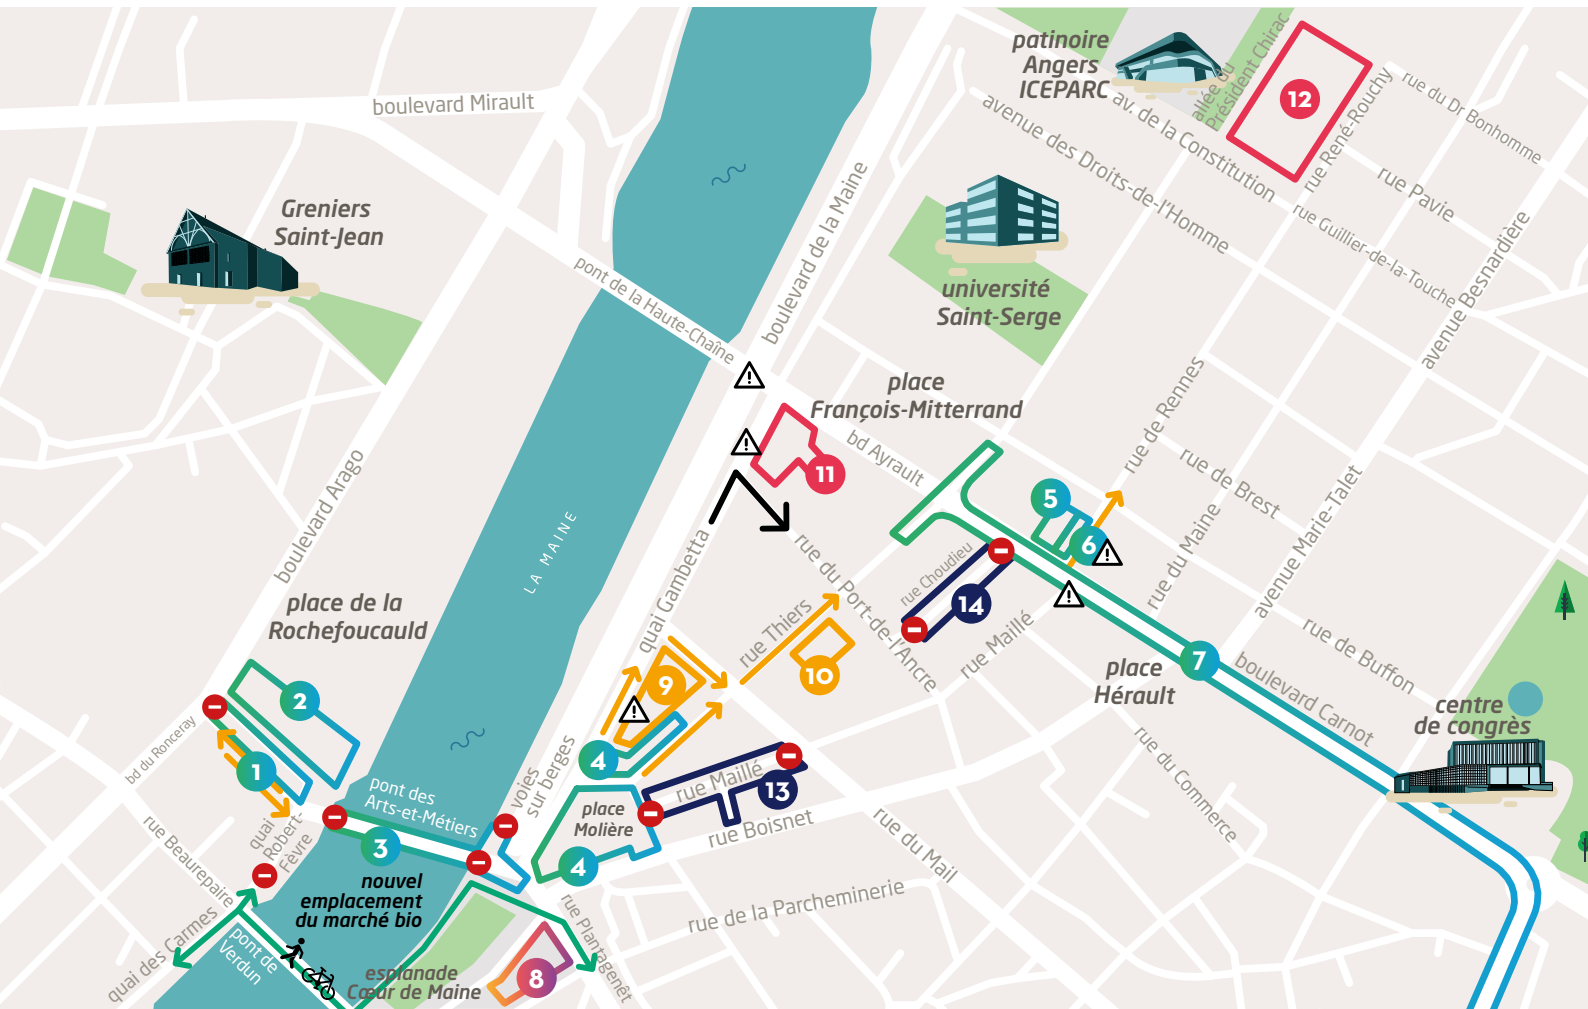 boulevard Mirault
patinoire
Angers
ICEPARC
allée du
Président Chirac
12
rue René-Rouchy
rue du Dr Bonhomme
av. de la Constitution
avenue des Droits-de-l'Homme
rue Pavie
rue Guillier-de-la-Touche
avenue Besnardière
Greniers
Saint-Jean
boulevard de la Maine
université
Saint-Serge
pont de la Haute-Chaîne
place
François-Mitterrand
bd Ayrault
11
rue de Rennes
rue de Brest
5
6
boulevard Arago
LA MAINE
quai Gambetta
rue du Port-de-l'Ancre
rue Choudieu
14
rue du Maine
avenue Marie-Talet
place de la
Rochefoucauld
rue Thiers
9
10
rue Maillé
place
Hérault
7
rue de Buffon
boulevard Carnot
centre
de congrès
2
1
bd du Ronceray
pont des
Arts-et-Métiers
3
voies
sur berges
4
place
Molière
4
rue Maillé
13
rue Boisnet
rue du Mail
rue du Commerce
quai
Robert-
Fèvre
rue Beaurepaire
nouvel
emplacement
du marché bio
rue de la Parcheminerie
rue Plantagenêt
quai des Carmes
pont de
Verdun
esplanade
Cœur de Maine
8